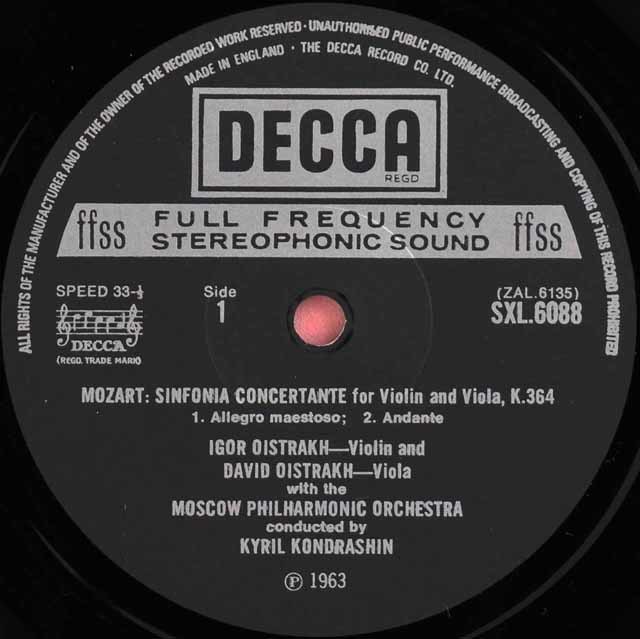 ALL RIGHTS OF THE MANUFACTURER AND OF THE OWNER OF THE RECORDED WORK RESERVED · UNAUTHORISED PUBLIC PERFORMANCE BROADCASTING AND COPYING OF THIS RECORD PROHIBITED
MADE IN ENGLAND · THE DECCA RECORD CO. LTD.
DECCA
REGD
ffss FULL FREQUENCY STEREOPHONIC SOUND ffss
SPEED 33-⅓
Side
1
(ZAL.6135)
SXL.6088
DECCA
(REGD. TRADE MARK)
MOZART: SINFONIA CONCERTANTE for Violin and Viola, K.364
1. Allegro maestoso; 2. Andante
IGOR OISTRAKH—Violin and
DAVID OISTRAKH—Viola
with the
MOSCOW PHILHARMONIC ORCHESTRA
conducted by
KYRIL KONDRASHIN
℗ 1963